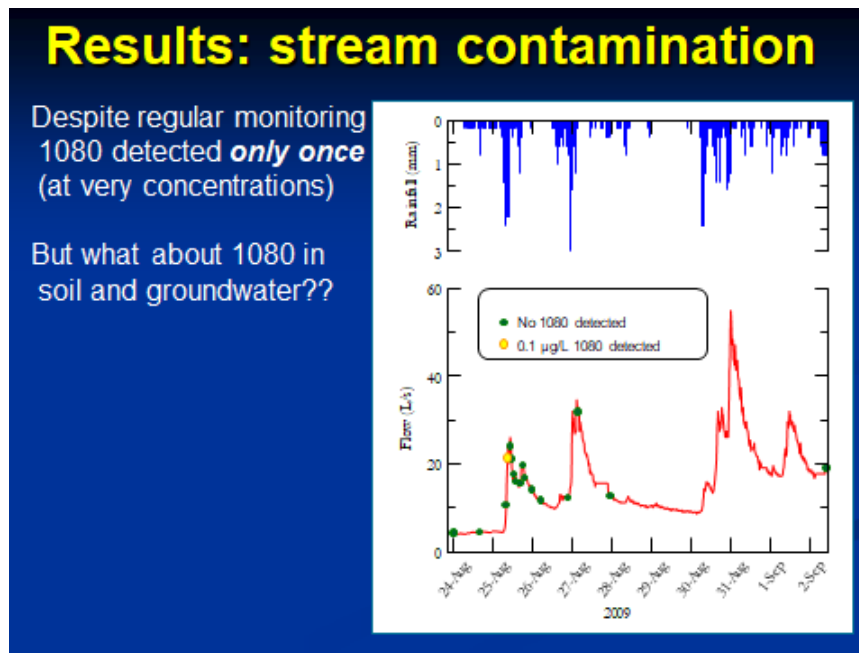 Results: stream contamination
Despite regular monitoring
1080 detected only once
(at very concentrations)
But what about 1080 in
soil and groundwater??
0
1
2
3
Rainfall (mm)
60
40
20
0
Flow (L/s)
No 1080 detected
0.1 µg/L 1080 detected
24-Aug
25-Aug
26-Aug
27-Aug
28-Aug
29-Aug
30-Aug
31-Aug
1-Sep
2-Sep
2009